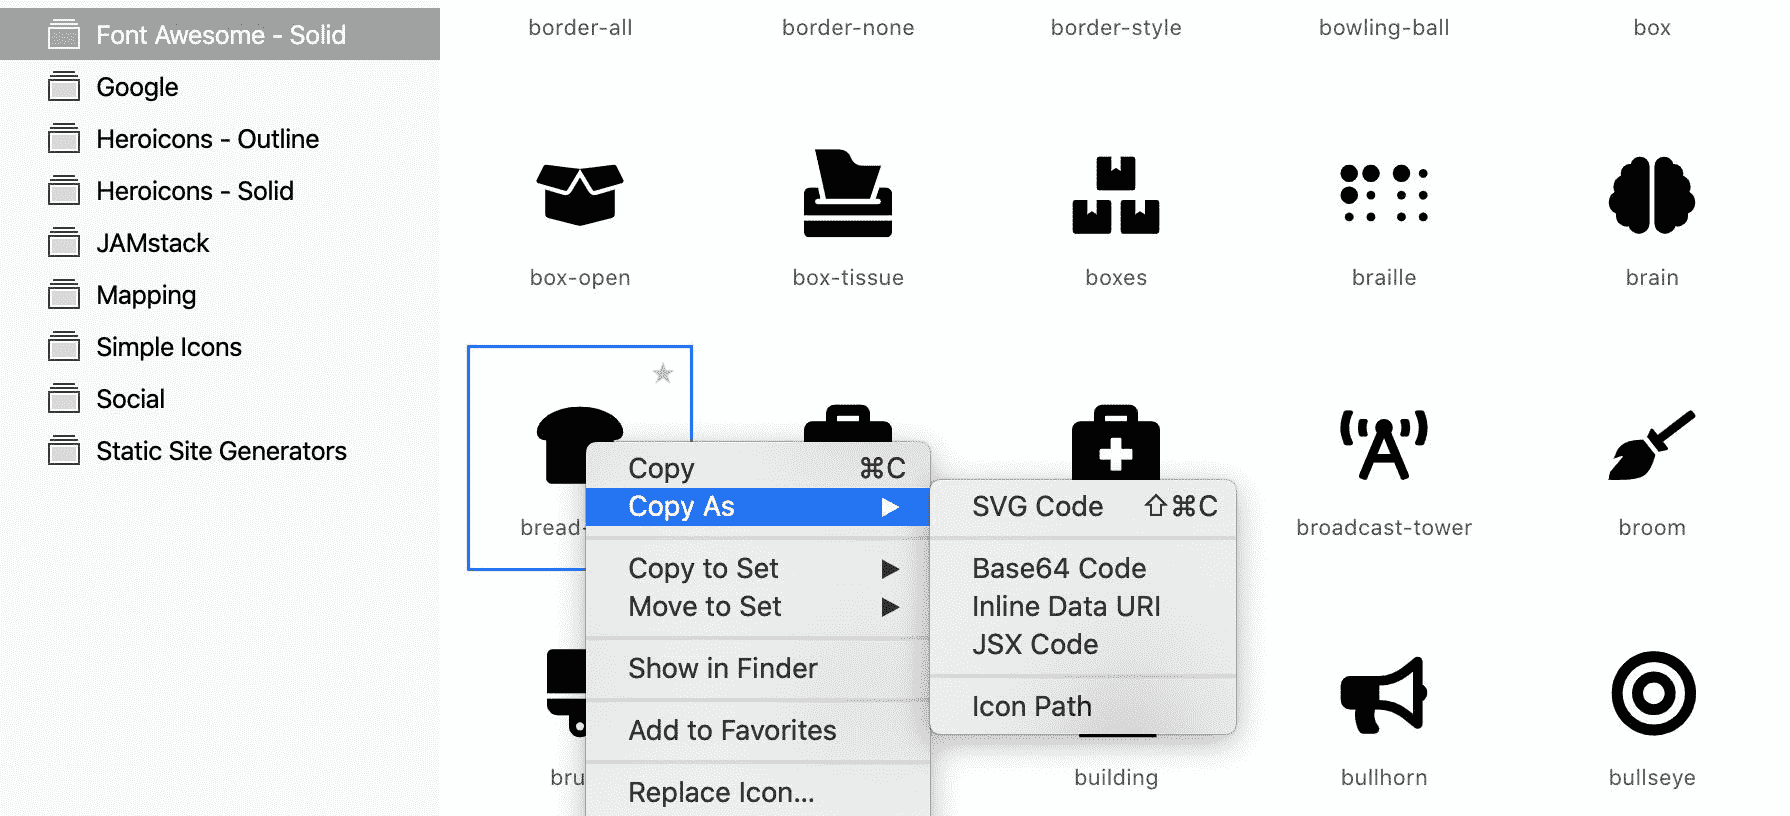 Font Awesome - Solid
Google
Heroicons - Outline
Heroicons - Solid
JAMstack
Mapping
Simple Icons
Social
Static Site Generators
border-all
border-none
border-style
bowling-ball
box
box-open
box-tissue
boxes
braille
brain
bread-
broadcast-tower
broom
bru
building
bullhorn
bullseye
Copy ⌘C
Copy As
Copy to Set
Move to Set
Show in Finder
Add to Favorites
Replace Icon...
SVG Code ⇧⌘C
Base64 Code
Inline Data URI
JSX Code
Icon Path